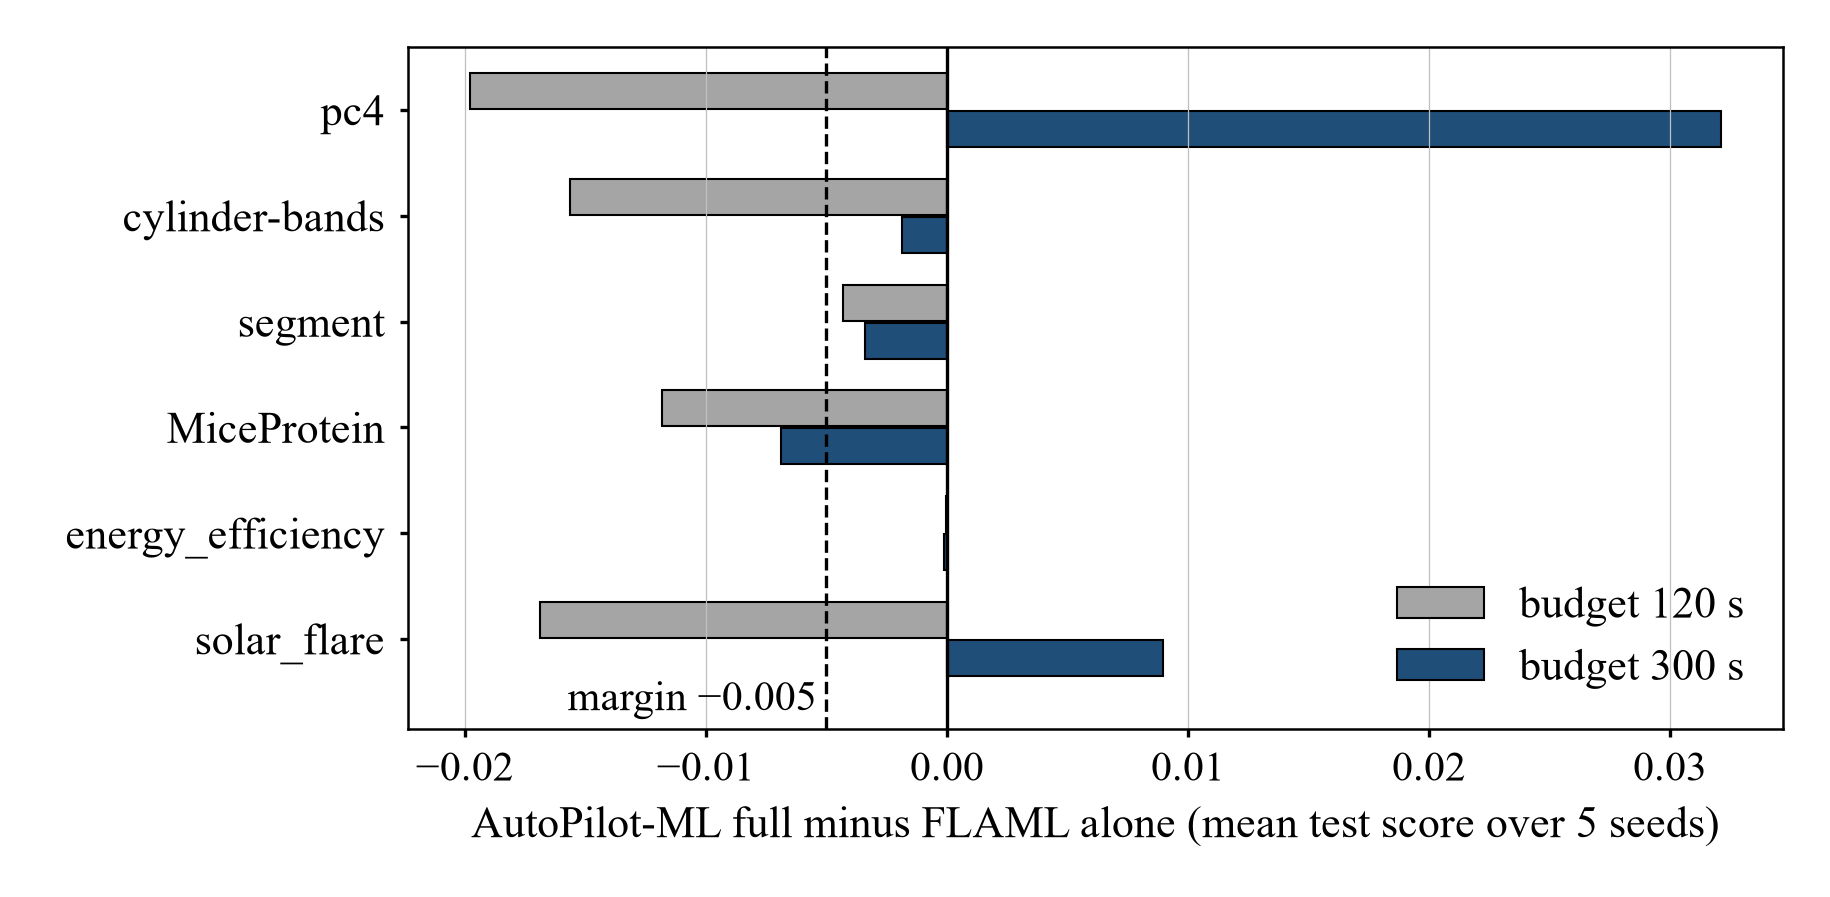 pc4
cylinder-bands
segment
MiceProtein
energy_efficiency
solar_flare
budget 120 s
budget 300 s
margin −0.005
−0.02 −0.01 0.00 0.01 0.02 0.03
AutoPilot-ML full minus FLAML alone (mean test score over 5 seeds)